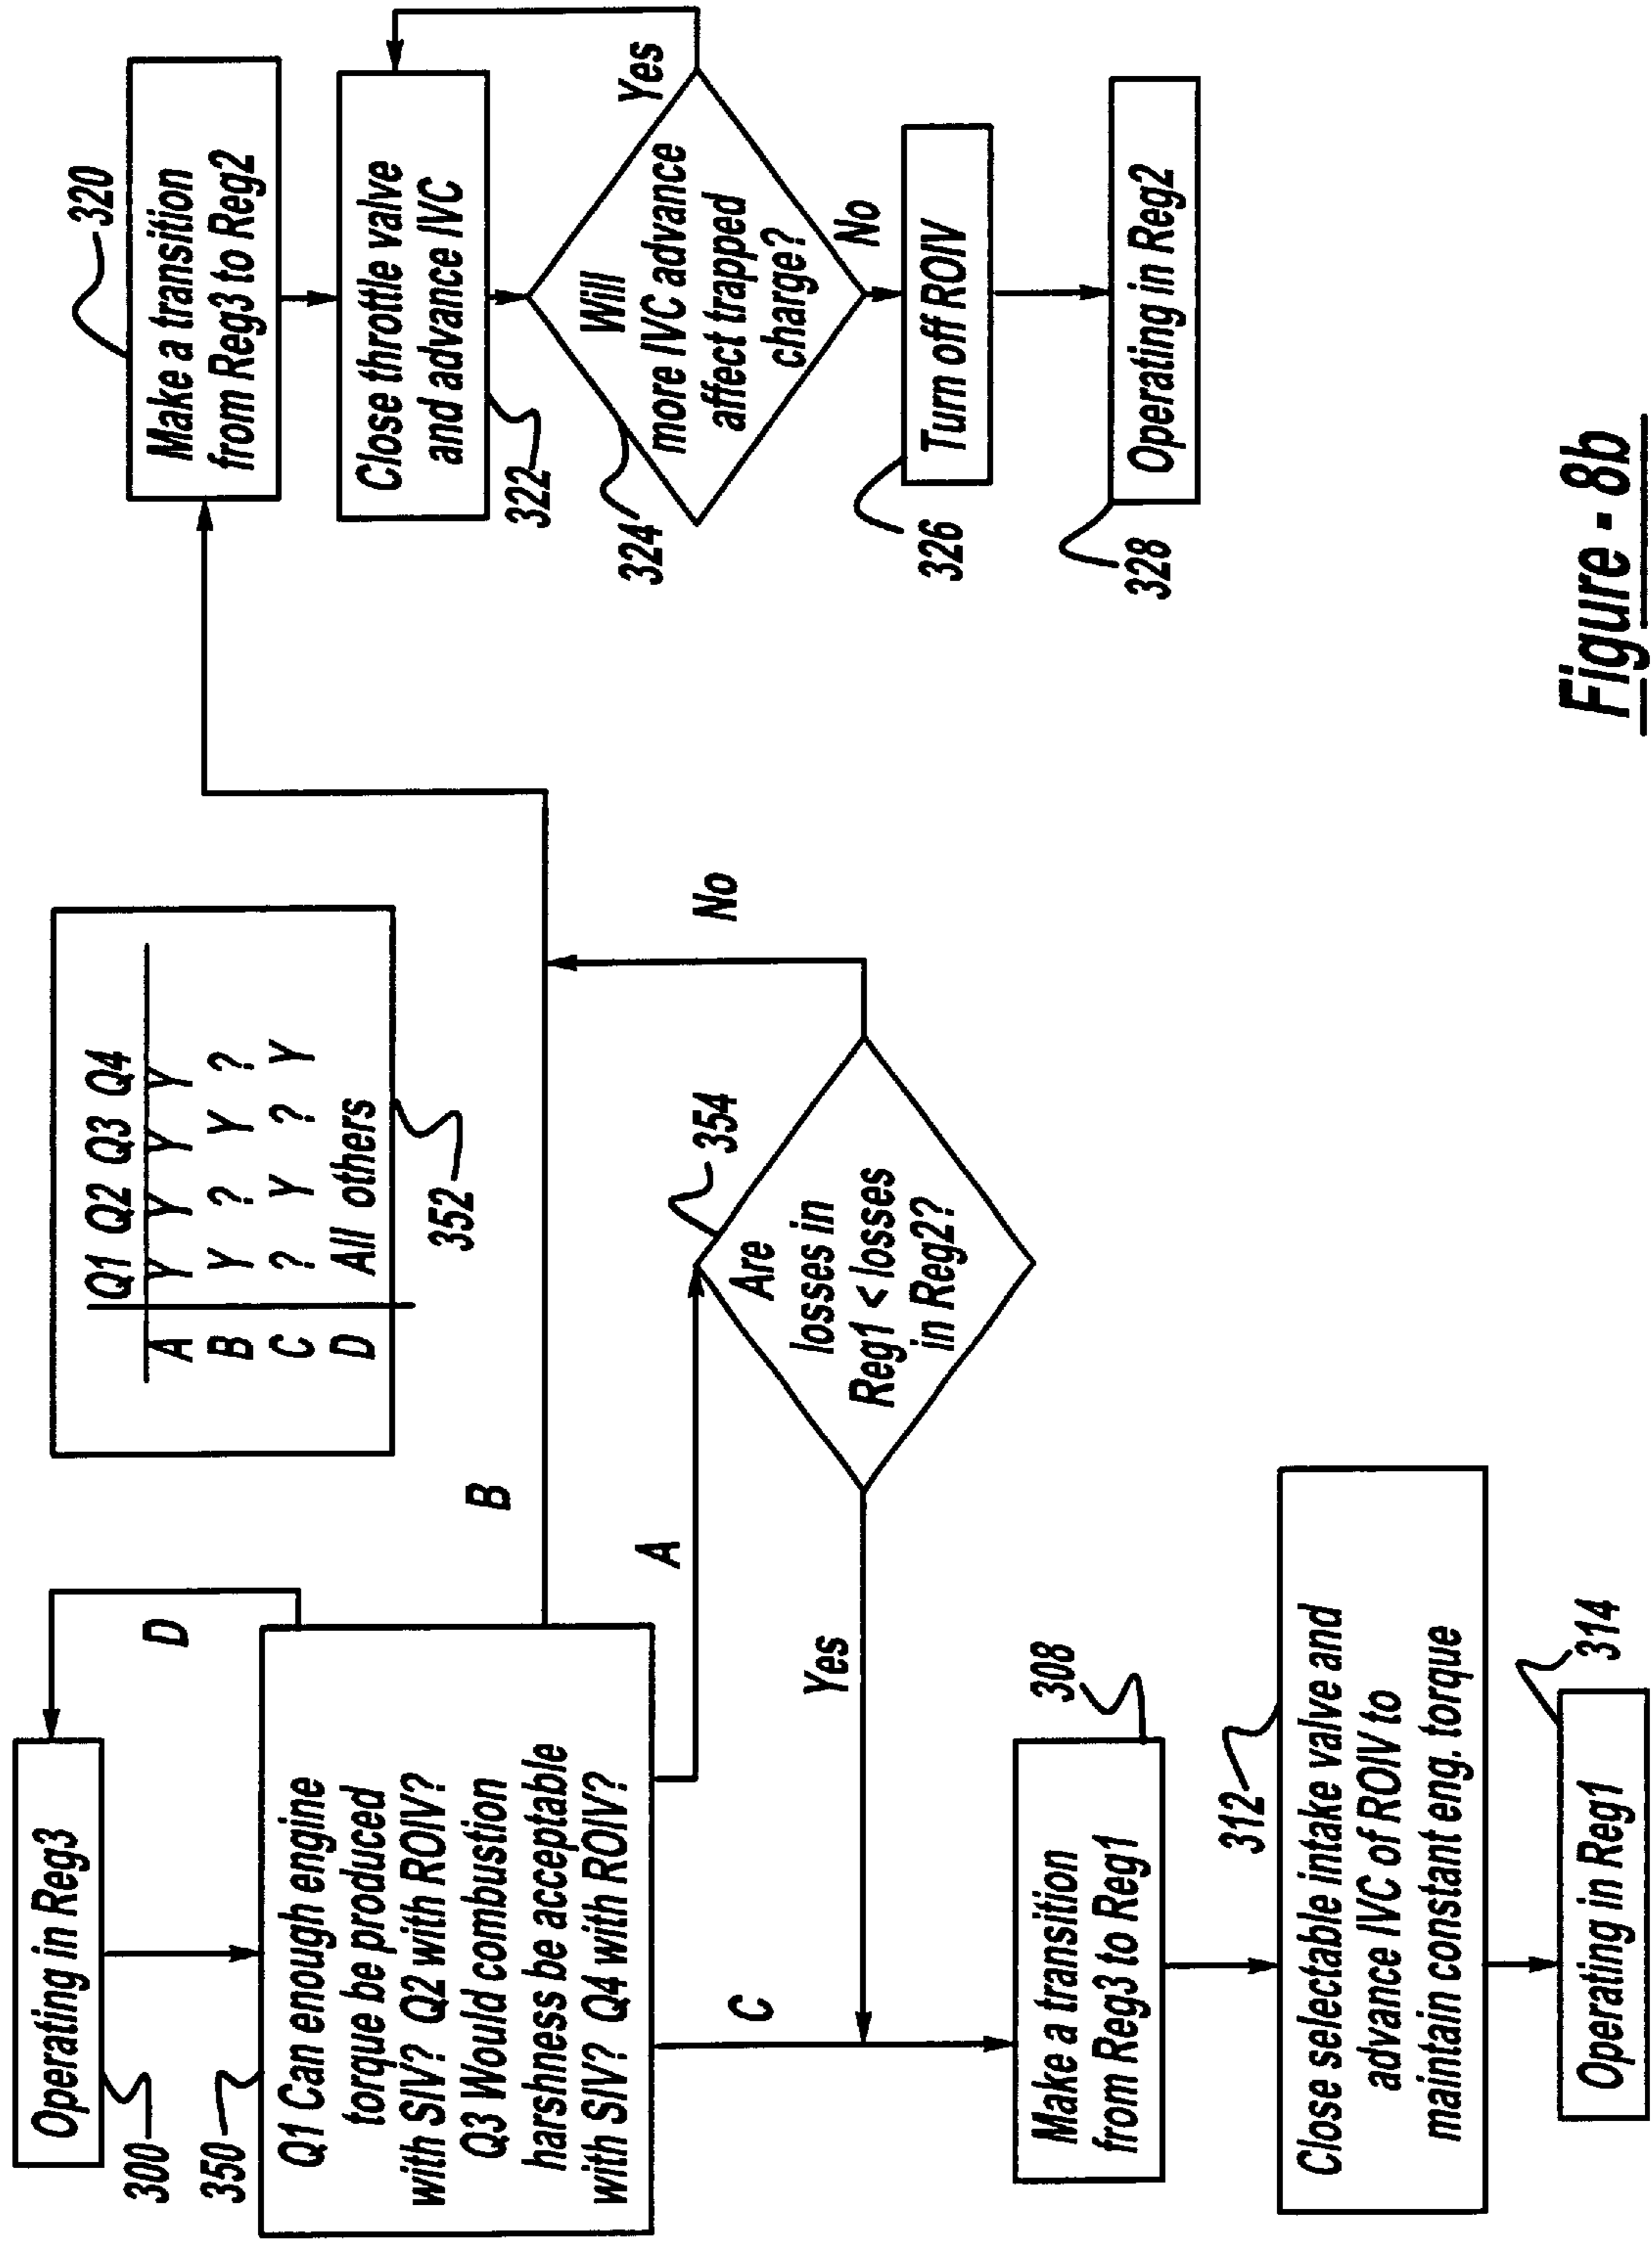 Operating in Reg3
300
D
350
Q1 Can enough engine
torque be produced
with SIV? Q2 with ROIV?
Q3 Would combustion
harshness be acceptable
with SIV? Q4 with ROIV?
Q1 Q2 Q3 Q4
A Y Y Y Y
B Y ? Y ?
C ? Y ? Y
D All others
352
B
A
C
354
Are
losses in
Reg1 < losses
in Reg2?
No
Yes
308
Make a transition
from Reg3 to Reg1
312
Close selectable intake valve and
advance IVC of ROIV to
maintain constant eng. torque
314
Operating in Reg1
320
Make a transition
from Reg3 to Reg2
Close throttle valve
and advance IVC
322
Will
more IVC advance
affect trapped
charge?
Yes
324
No
Turn off ROIV
326
Operating in Reg2
328
Figure - 8b